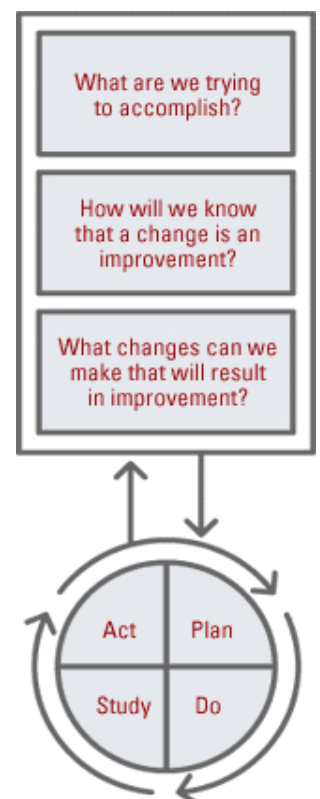 What are we trying
to accomplish?
How will we know
that a change is an
improvement?
What changes can we
make that will result
in improvement?
Act
Plan
Study
Do